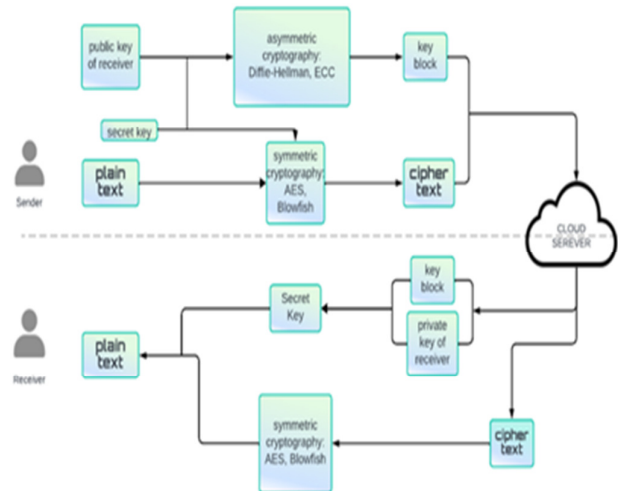 public key
of receiver
asymmetric
cryptography:
Diffie-Hellman, ECC
key
block
secret key
Sender
plain
text
symmetric
cryptography:
AES,
Blowfish
cipher
text
CLOUD
SEREVER
key
block
Secret
Key
private
key of
receiver
Receiver
plain
text
symmetric
cryptography:
AES, Blowfish
cipher
text